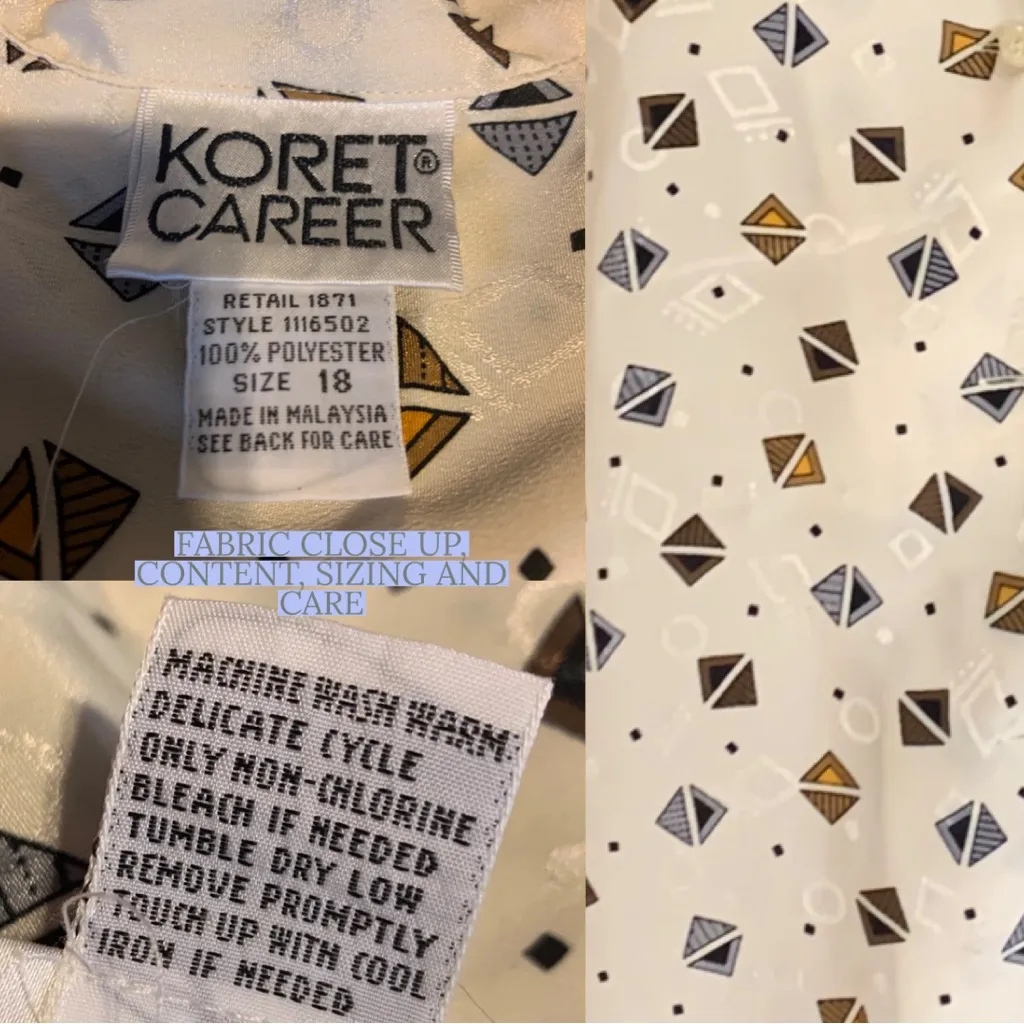 KORET®
CAREER
RETAIL 1871
STYLE 1116502
100% POLYESTER
SIZE 18
MADE IN MALAYSIA
SEE BACK FOR CARE
FABRIC CLOSE UP,
CONTENT, SIZING AND
CARE
MACHINE WASH WARM
DELICATE CYCLE
ONLY NON-CHLORINE
BLEACH IF NEEDED
TUMBLE DRY LOW
REMOVE PROMPTLY
TOUCH UP WITH COOL
IRON IF NEEDED